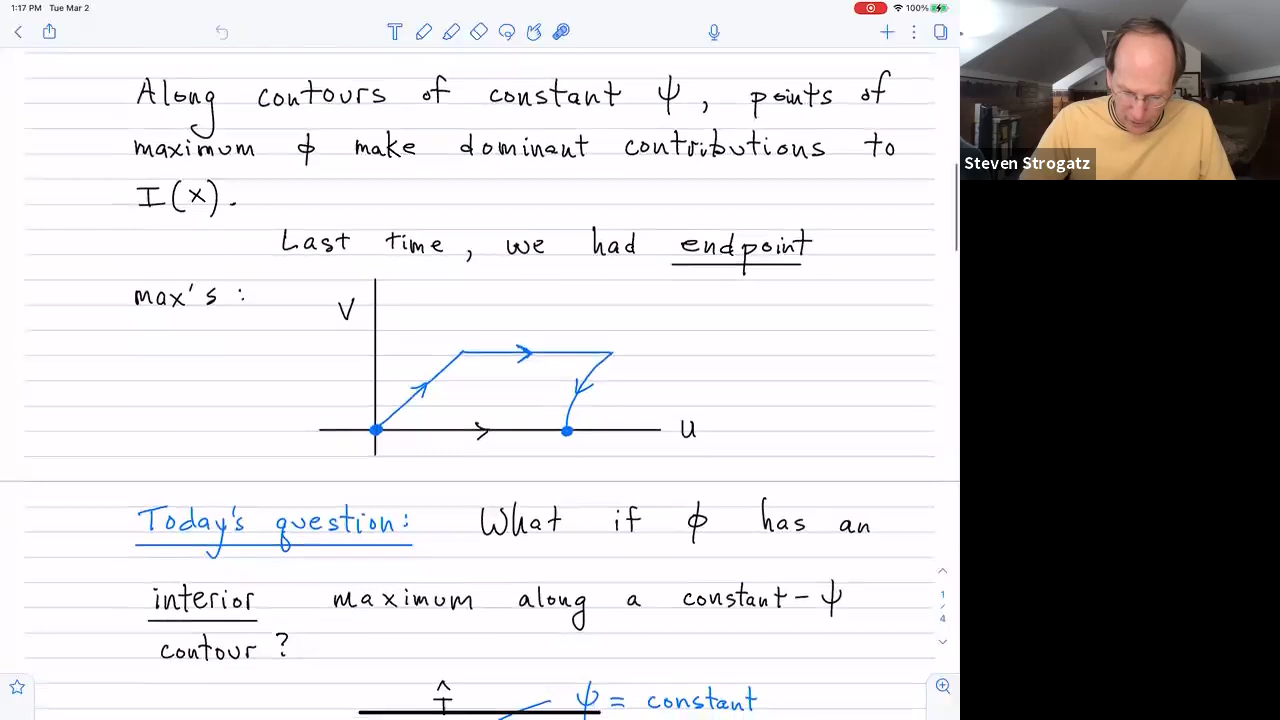 1:17 PM Tue Mar 2
100%
T
Along contours of constant ψ, points of
maximum ϕ make dominant contributions to
I(x).
Last time, we had endpoint
max's :
V
u
Today's question: What if ϕ has an
interior maximum along a constant-ψ
contour ?
1
/
4
T̂
ψ = constant
Steven Strogatz